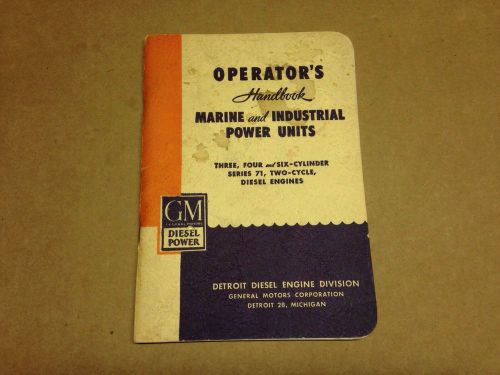 OPERATOR'S
Handbook
MARINE and INDUSTRIAL
POWER UNITS
THREE, FOUR and SIX-CYLINDER
SERIES 71, TWO-CYCLE,
DIESEL ENGINES
GM
GENERAL MOTORS
DIESEL
POWER
DETROIT DIESEL ENGINE DIVISION
GENERAL MOTORS CORPORATION
DETROIT 28, MICHIGAN